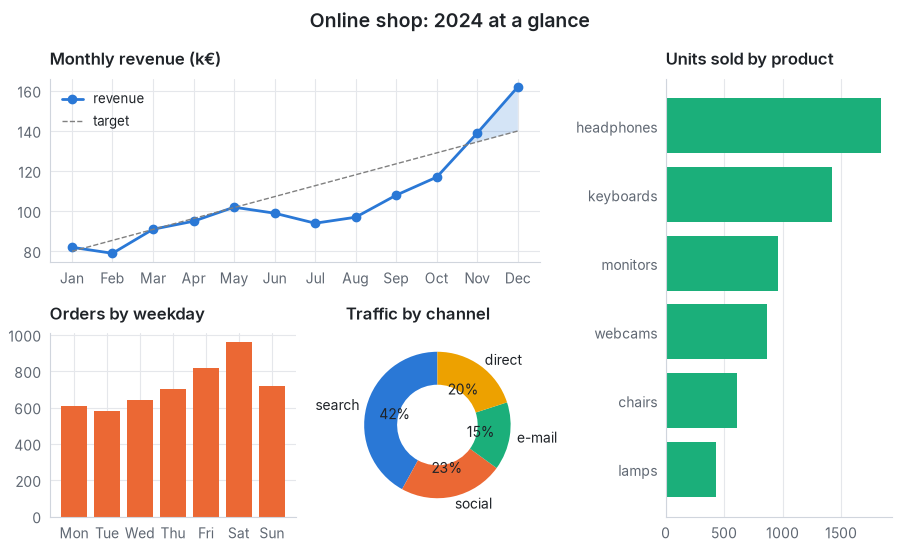 Online shop: 2024 at a glance
Monthly revenue (k€)
160
140
120
100
80
revenue
target
Jan Feb Mar Apr May Jun Jul Aug Sep Oct Nov Dec
Units sold by product
headphones
keyboards
monitors
webcams
chairs
lamps
0 500 1000 1500
Orders by weekday
1000
800
600
400
200
0
Mon Tue Wed Thu Fri Sat Sun
Traffic by channel
direct
20%
search
42%
15%
e-mail
23%
social